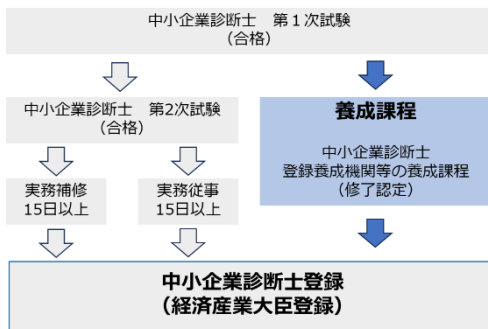 中小企業診断士　第１次試験
（合格）
中小企業診断士　第2次試験
（合格）
養成課程
中小企業診断士
登録養成機関等の養成課程
（修了認定）
実務補修
15日以上
実務従事
15日以上
中小企業診断士登録
（経済産業大臣登録）